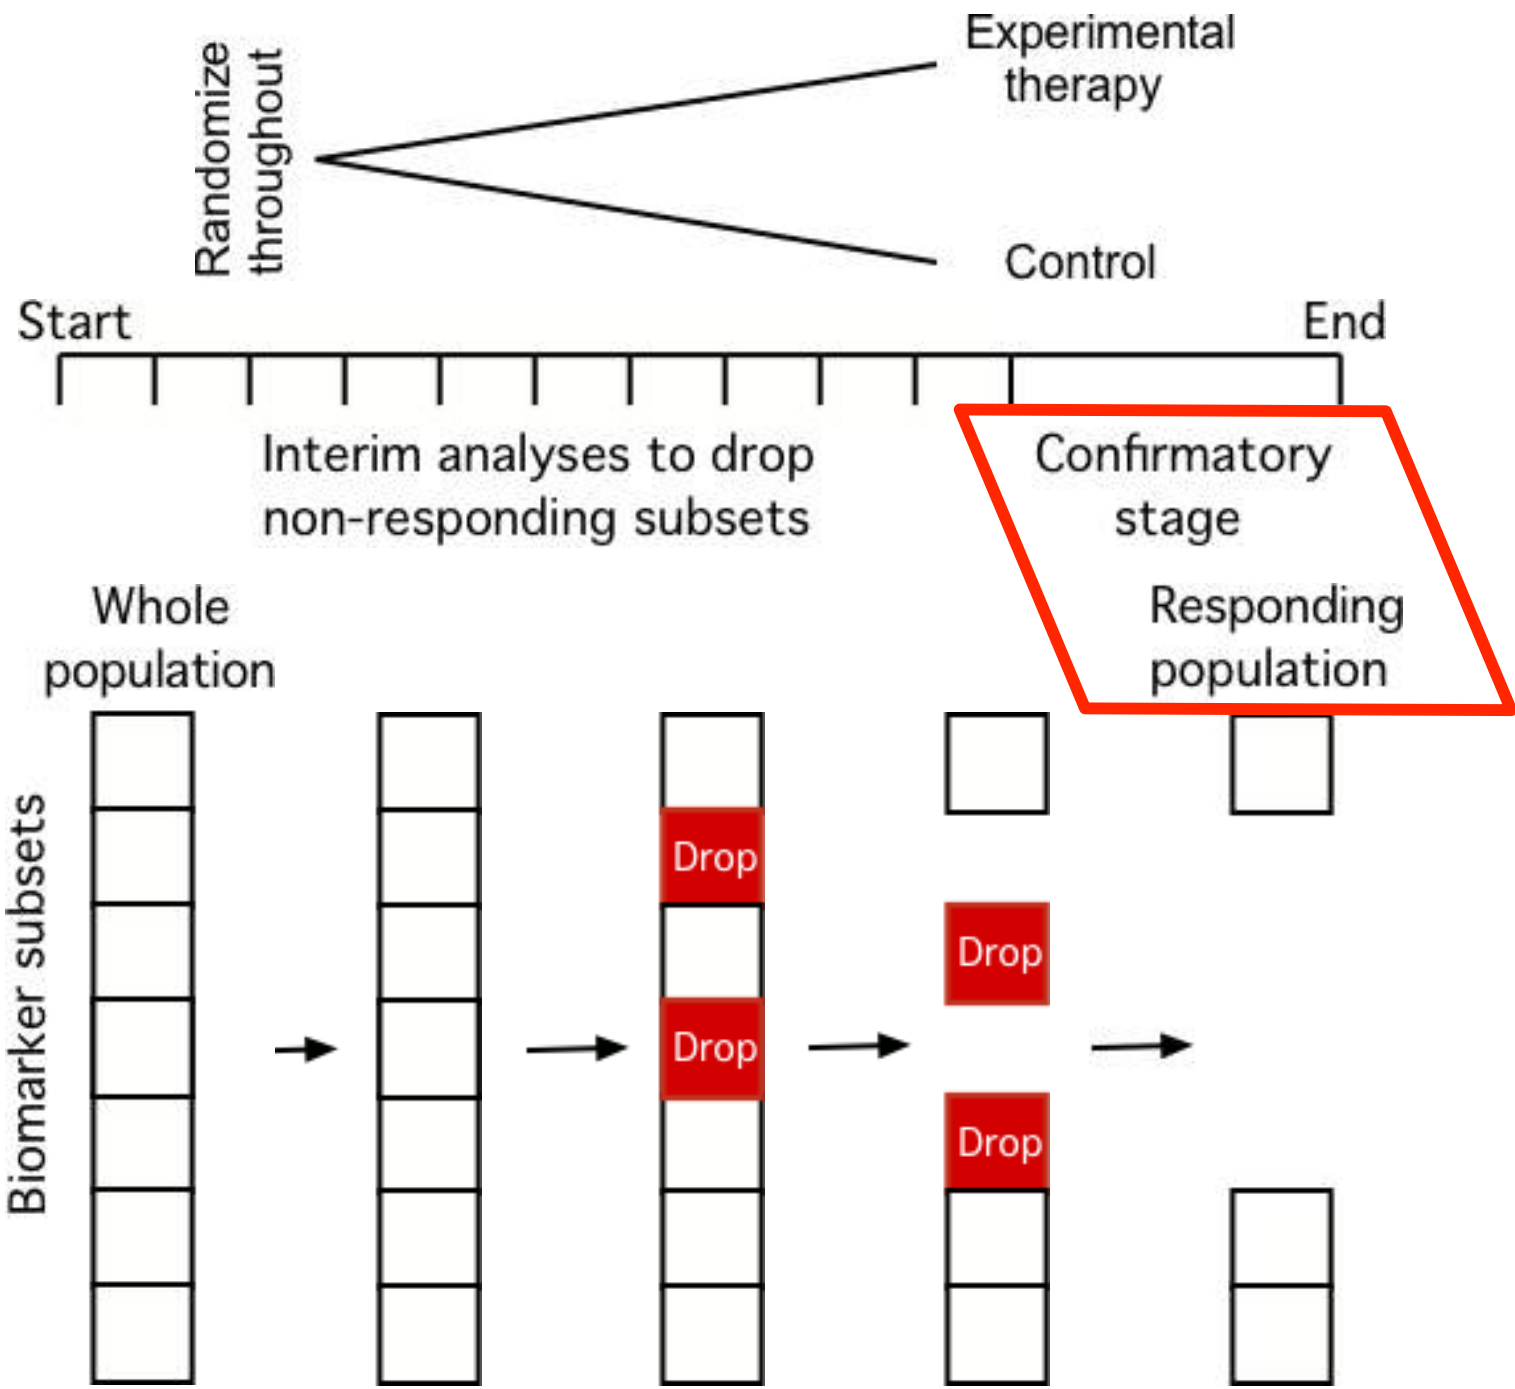 Experimental
therapy
Randomize
throughout
Control
Start
End
Interim analyses to drop
non-responding subsets
Confirmatory
stage
Whole
population
Responding
population
Biomarker subsets
Drop
Drop
Drop
Drop